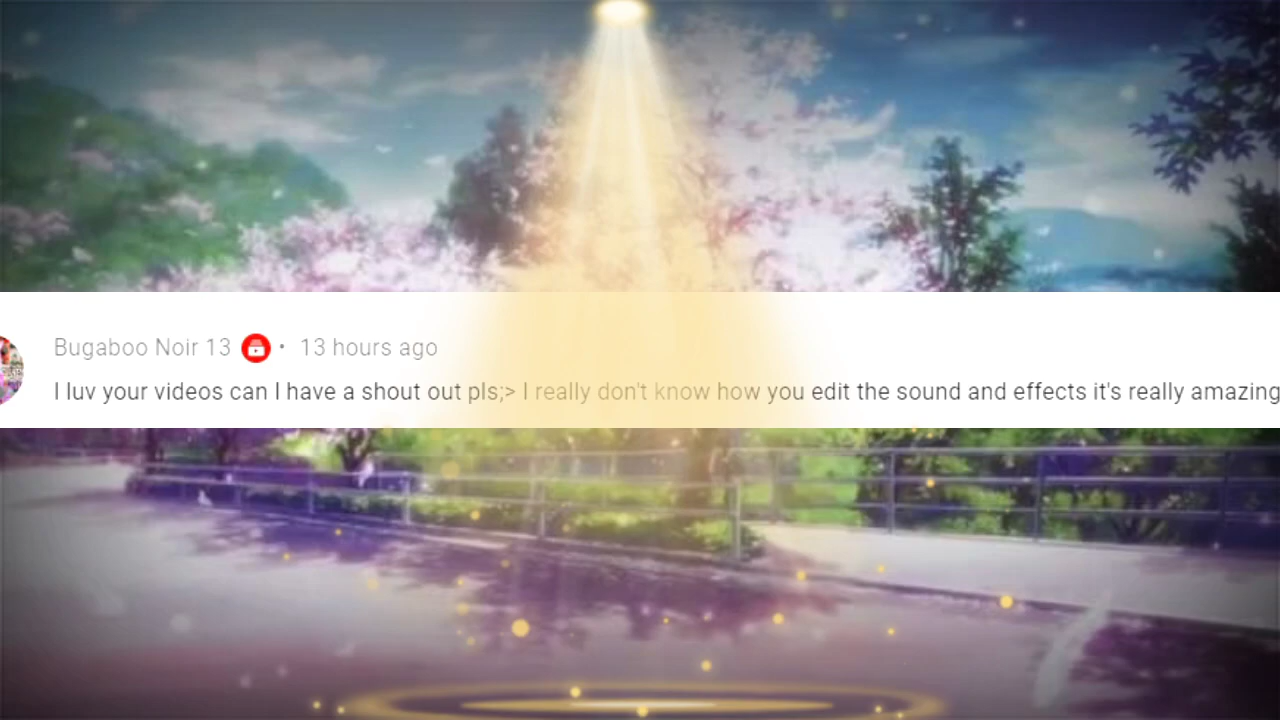 Bugaboo Noir 13 • 13 hours ago
I luv your videos can I have a shout out pls;> I really don't know how you edit the sound and effects it's really amazing